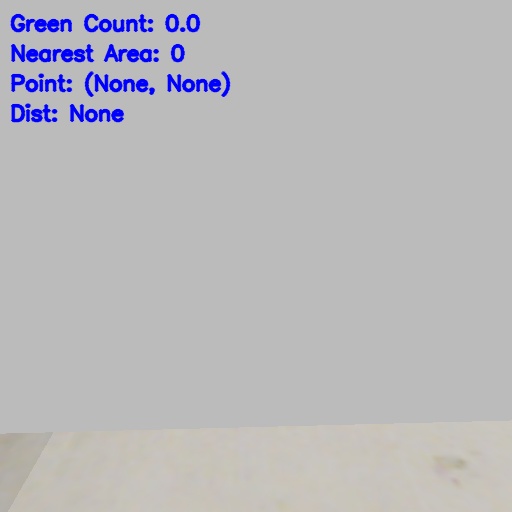 Green Count: 0.0
Nearest Area: 0
Point: (None, None)
Dist: None